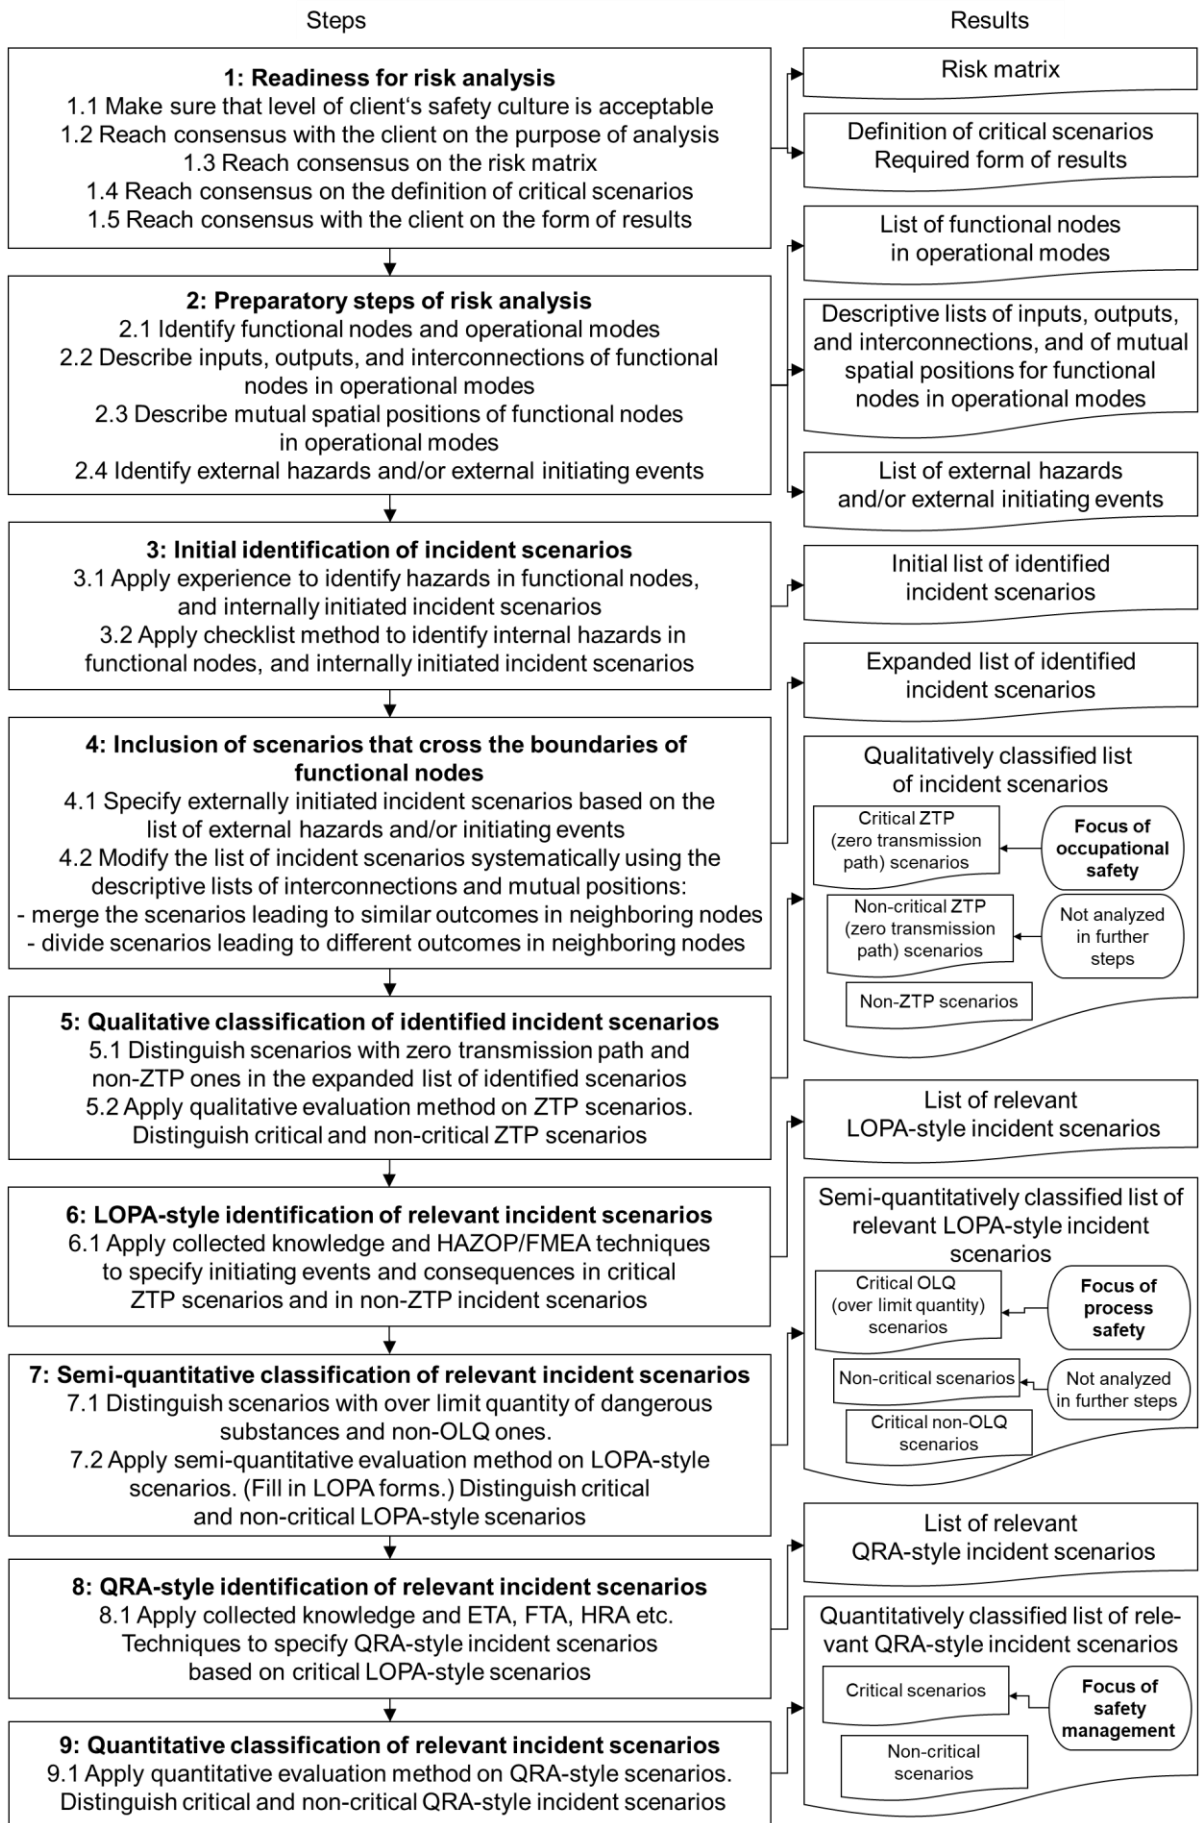 Steps
Results
1: Readiness for risk analysis
1.1 Make sure that level of client‘s safety culture is acceptable
1.2 Reach consensus with the client on the purpose of analysis
1.3 Reach consensus on the risk matrix
1.4 Reach consensus on the definition of critical scenarios
1.5 Reach consensus with the client on the form of results
Risk matrix
Definition of critical scenarios
Required form of results
2: Preparatory steps of risk analysis
2.1 Identify functional nodes and operational modes
2.2 Describe inputs, outputs, and interconnections of functional
nodes in operational modes
2.3 Describe mutual spatial positions of functional nodes
in operational modes
2.4 Identify external hazards and/or external initiating events
List of functional nodes
in operational modes
Descriptive lists of inputs, outputs,
and interconnections, and of mutual
spatial positions for functional
nodes in operational modes
List of external hazards
and/or external initiating events
3: Initial identification of incident scenarios
3.1 Apply experience to identify hazards in functional nodes,
and internally initiated incident scenarios
3.2 Apply checklist method to identify internal hazards in
functional nodes, and internally initiated incident scenarios
Initial list of identified
incident scenarios
4: Inclusion of scenarios that cross the boundaries of
functional nodes
4.1 Specify externally initiated incident scenarios based on the
list of external hazards and/or initiating events
4.2 Modify the list of incident scenarios systematically using the
descriptive lists of interconnections and mutual positions:
- merge the scenarios leading to similar outcomes in neighboring nodes
- divide scenarios leading to different outcomes in neighboring nodes
Expanded list of identified
incident scenarios
5: Qualitative classification of identified incident scenarios
5.1 Distinguish scenarios with zero transmission path and
non-ZTP ones in the expanded list of identified scenarios
5.2 Apply qualitative evaluation method on ZTP scenarios.
Distinguish critical and non-critical ZTP scenarios
Qualitatively classified list
of incident scenarios
Critical ZTP
(zero transmission
path) scenarios
Focus of
occupational
safety
Non-critical ZTP
(zero transmission
path) scenarios
Not analyzed
in further
steps
Non-ZTP scenarios
6: LOPA-style identification of relevant incident scenarios
6.1 Apply collected knowledge and HAZOP/FMEA techniques
to specify initiating events and consequences in critical
ZTP scenarios and in non-ZTP incident scenarios
List of relevant
LOPA-style incident scenarios
7: Semi-quantitative classification of relevant incident scenarios
7.1 Distinguish scenarios with over limit quantity of dangerous
substances and non-OLQ ones.
7.2 Apply semi-quantitative evaluation method on LOPA-style
scenarios. (Fill in LOPA forms.) Distinguish critical
and non-critical LOPA-style scenarios
Semi-quantitatively classified list of
relevant LOPA-style incident
scenarios
Critical OLQ
(over limit quantity)
scenarios
Focus of
process
safety
Non-critical scenarios
Not analyzed
in further steps
Critical non-OLQ
scenarios
8: QRA-style identification of relevant incident scenarios
8.1 Apply collected knowledge and ETA, FTA, HRA etc.
Techniques to specify QRA-style incident scenarios
based on critical LOPA-style scenarios
List of relevant
QRA-style incident scenarios
9: Quantitative classification of relevant incident scenarios
9.1 Apply quantitative evaluation method on QRA-style scenarios.
Distinguish critical and non-critical QRA-style incident scenarios
Quantitatively classified list of rele-
vant QRA-style incident scenarios
Critical scenarios
Focus of
safety
management
Non-critical
scenarios